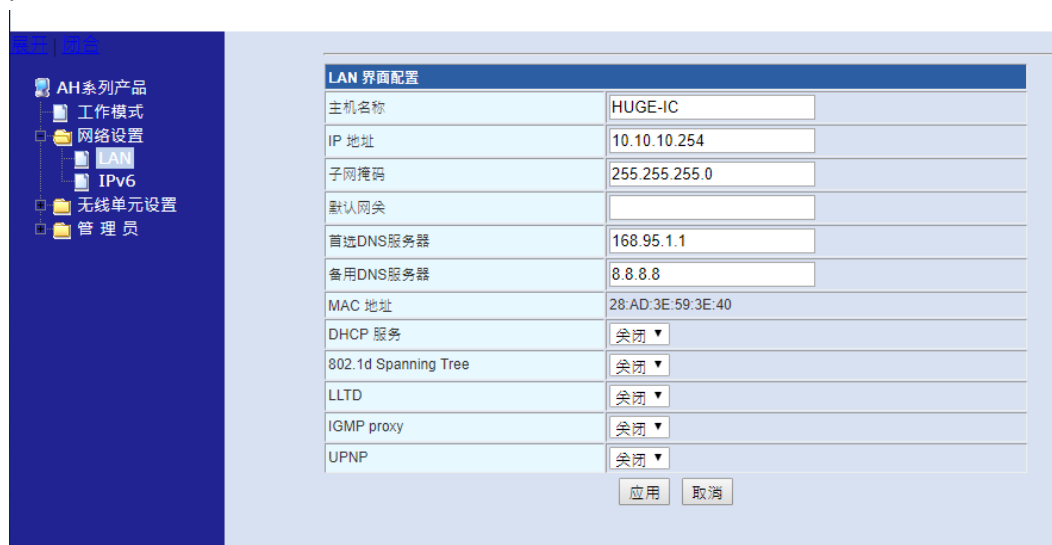 展开 | 闭合
AH系列产品
工作模式
网络设置
LAN
IPv6
无线单元设置
管 理 员
LAN 界面配置
主机名称 HUGE-IC
IP 地址 10.10.10.254
子网掩码 255.255.255.0
默认网关
首选DNS服务器 168.95.1.1
备用DNS服务器 8.8.8.8
MAC 地址 28:AD:3E:59:3E:40
DHCP 服务 关闭
802.1d Spanning Tree 关闭
LLTD 关闭
IGMP proxy 关闭
UPNP 关闭
应用 取消